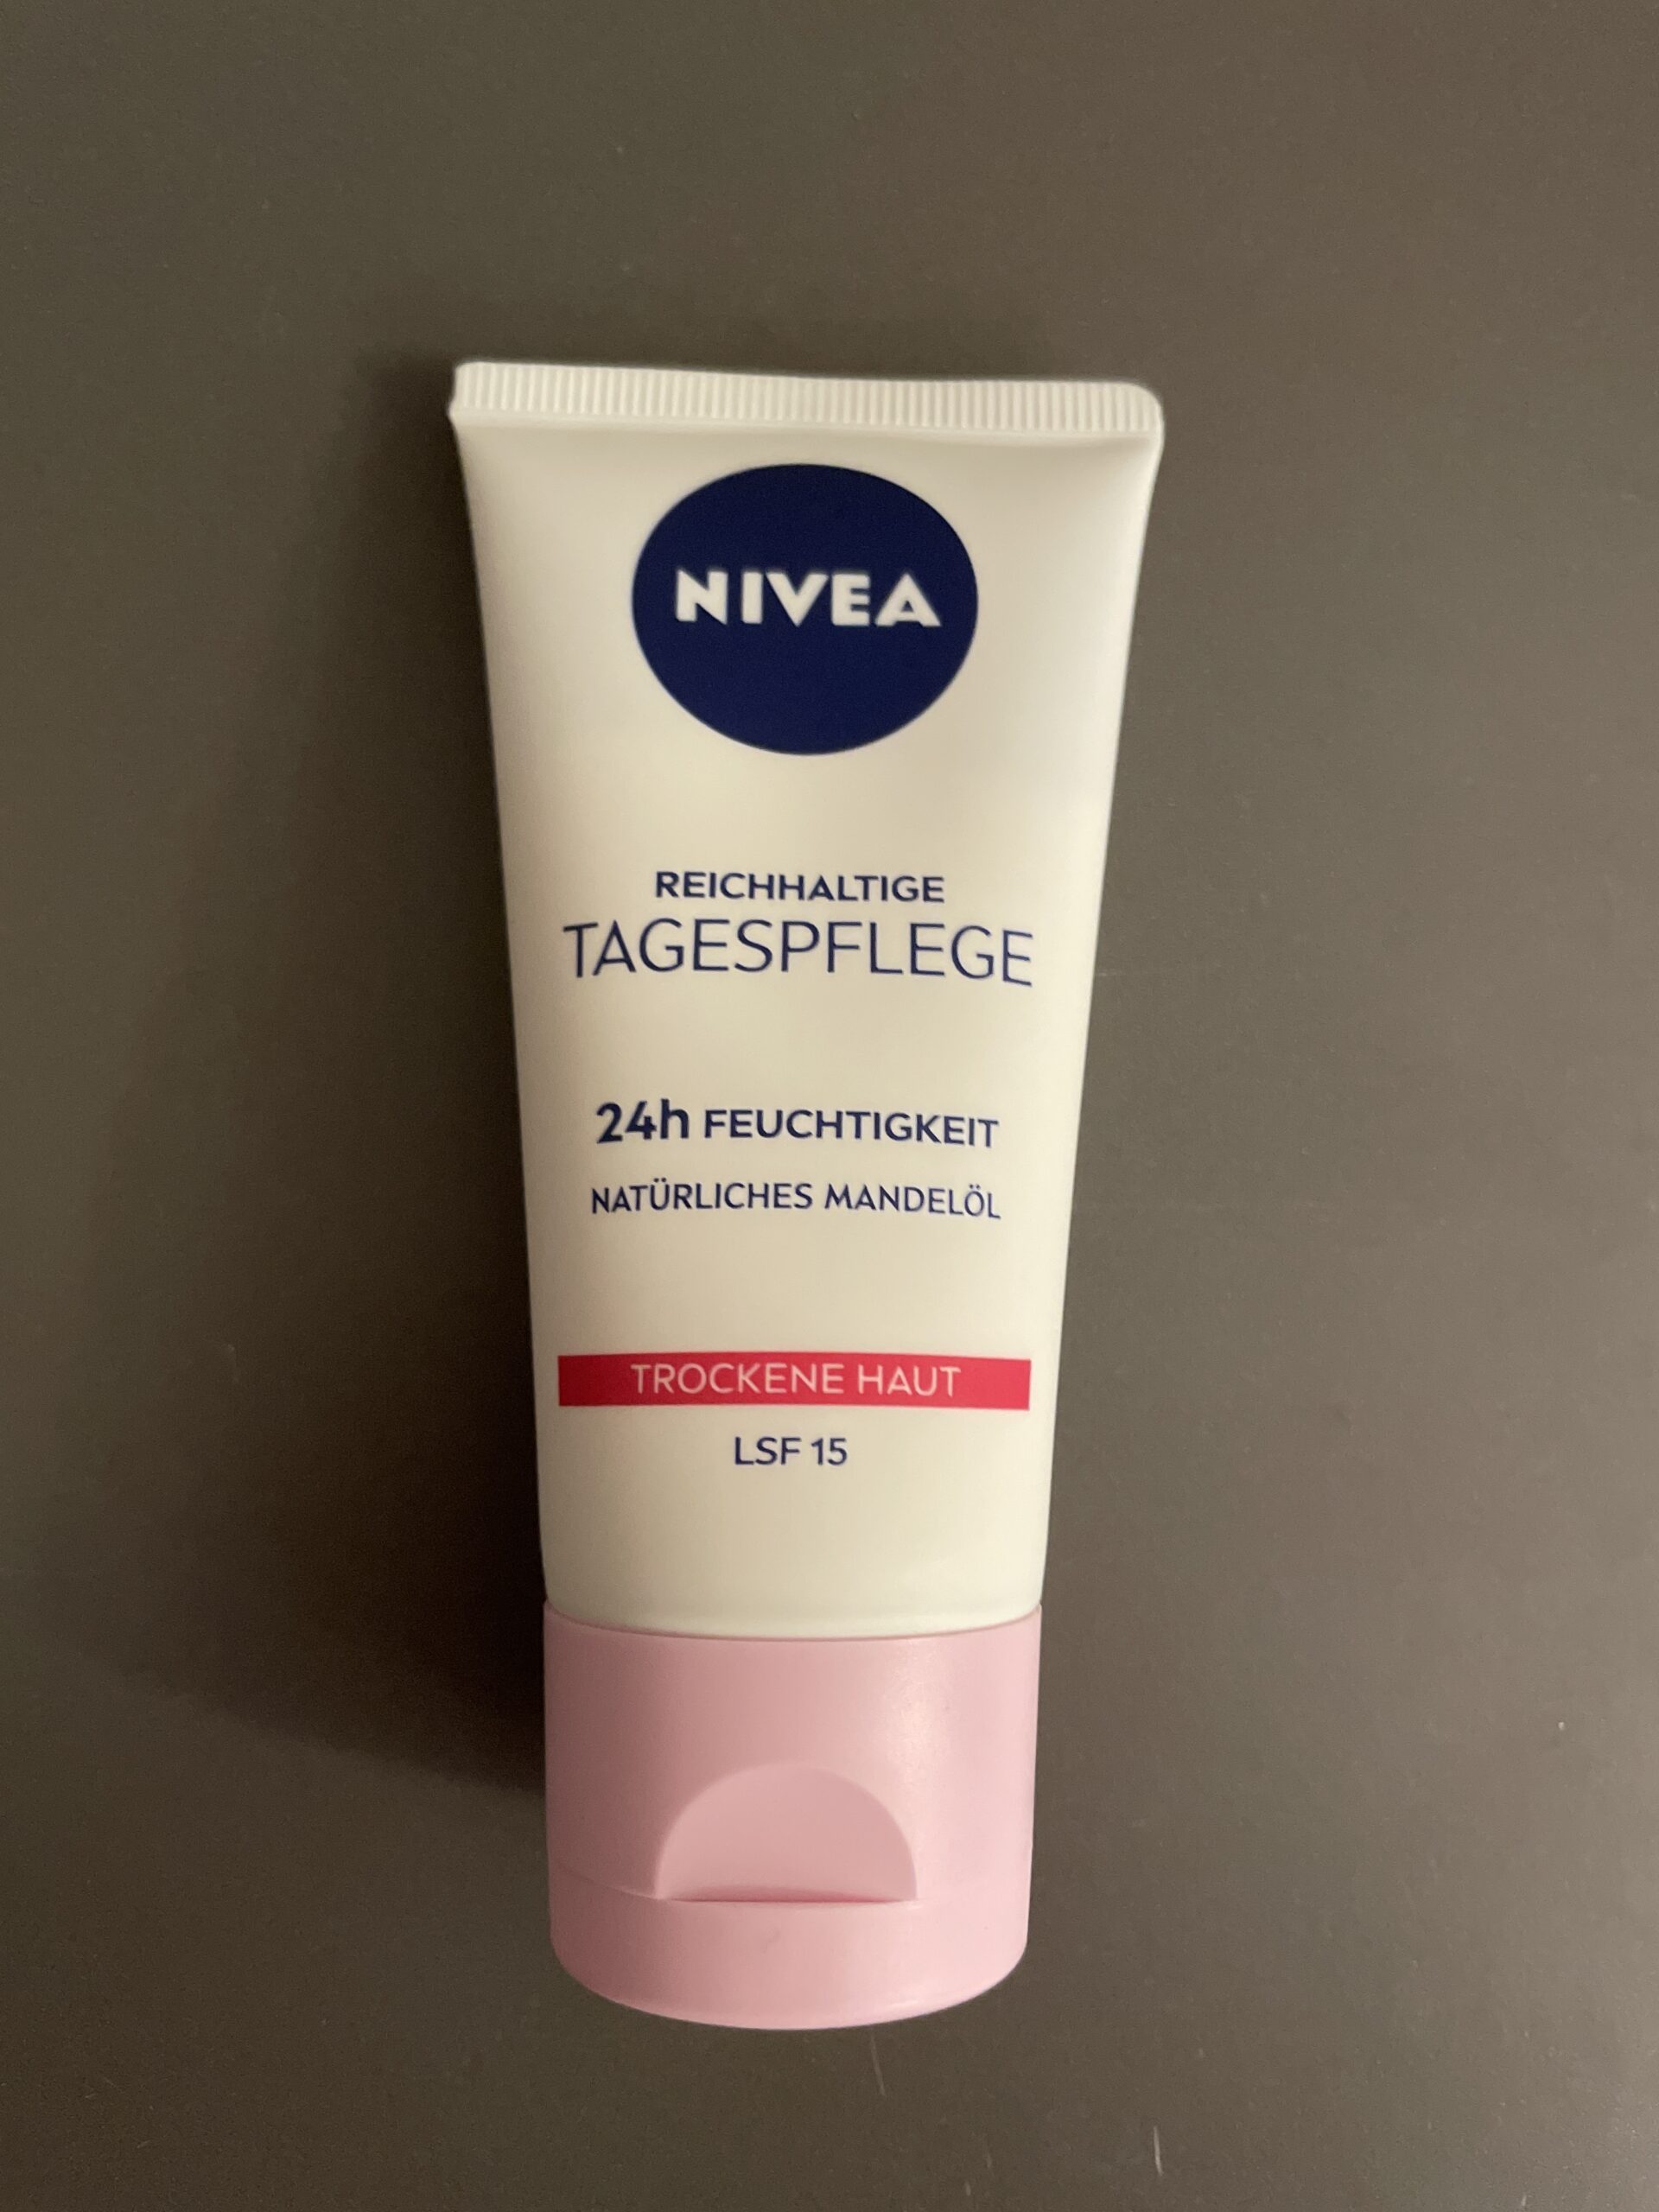 NIVEA
REICHHALTIGE
TAGESPFLEGE
24h FEUCHTIGKEIT
NATÜRLICHES MANDELÖL
TROCKENE HAUT
LSF 15